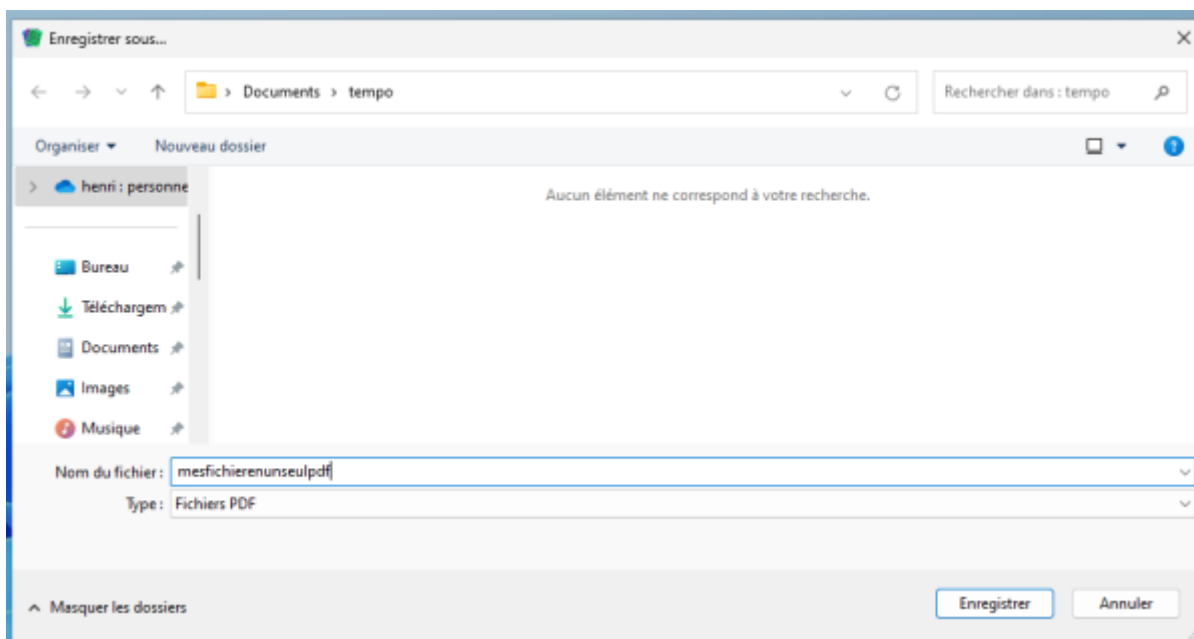 Enregistrer sous...
Documents > tempo
Rechercher dans : tempo
Organiser
Nouveau dossier
henri : personne
Aucun élément ne correspond à votre recherche.
Bureau
Téléchargem
Documents
Images
Musique
Nom du fichier : mesfichierenunseulpdf
Type : Fichiers PDF
Masquer les dossiers
Enregistrer
Annuler